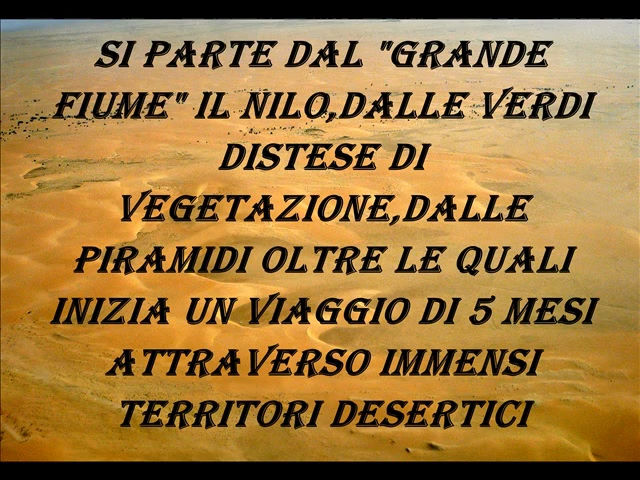 SI PARTE DAL "GRANDE
FIUME" IL NILO,DALLE VERDI
DISTESE DI
VEGETAZIONE,DALLE
PIRAMIDI OLTRE LE QUALI
INIZIA UN VIAGGIO DI 5 MESI
ATTRAVERSO IMMENSI
TERRITORI DESERTICI